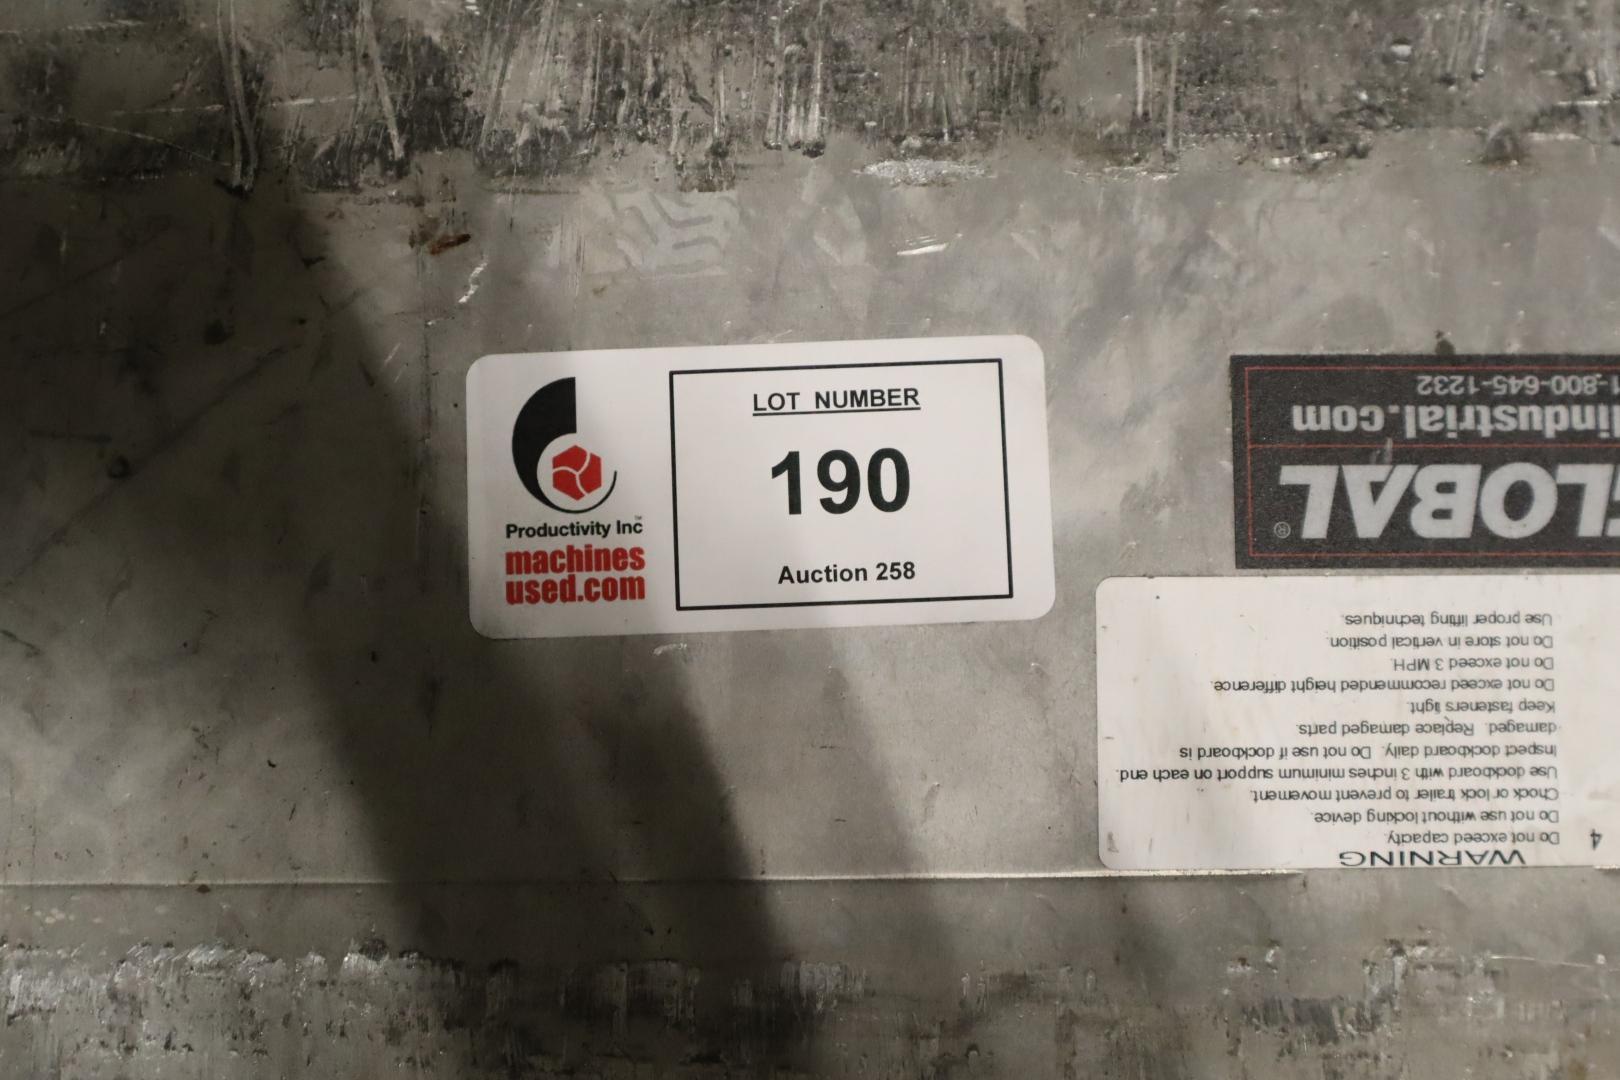 Productivity Inc™
machines
used.com
LOT NUMBER
190
Auction 258
GLOBAL®
industrial.com
1-800-645-1232
WARNING
4
Do not exceed capacity.
Do not use without locking device.
Chock or lock trailer to prevent movement.
Use dockboard with 3 inches minimum support on each end.
Inspect dockboard daily. Do not use if dockboard is
damaged. Replace damaged parts.
Keep fasteners tight.
Do not exceed recommended height difference.
Do not exceed 3 MPH.
Do not store in vertical position.
Use proper lifting techniques.